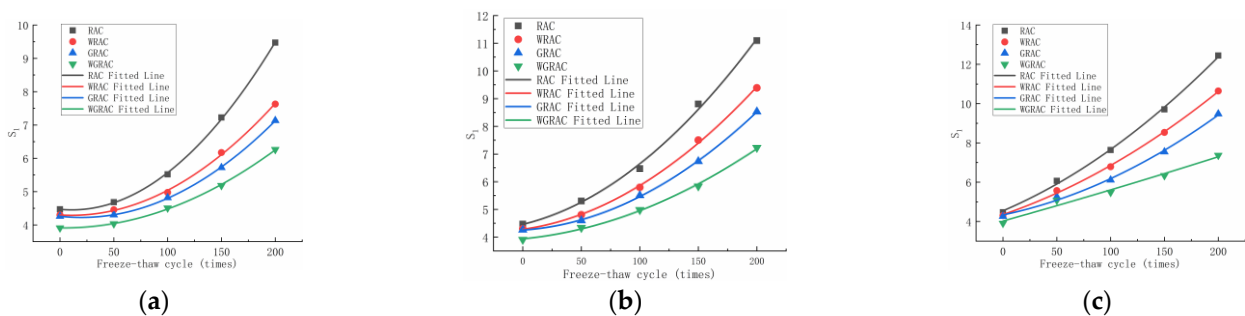 10
9
8
7
6
5
4
S₁
RAC
WRAC
GRAC
WGRAC
RAC Fitted Line
WRAC Fitted Line
GRAC Fitted Line
WGRAC Fitted Line
0 50 100 150 200
Freeze-thaw cycle (times)
(a)
12
11
10
9
8
7
6
5
4
S₁
RAC
WRAC
GRAC
WGRAC
RAC Fitted Line
WRAC Fitted Line
GRAC Fitted Line
WGRAC Fitted Line
0 50 100 150 200
Freeze-thaw cycle (times)
(b)
14
12
10
8
6
4
S₁
RAC
WRAC
GRAC
WGRAC
RAC Fitted Line
WRAC Fitted Line
GRAC Fitted Line
WGRAC Fitted Line
0 50 100 150 200
Freeze-thaw cycle (times)
(c)